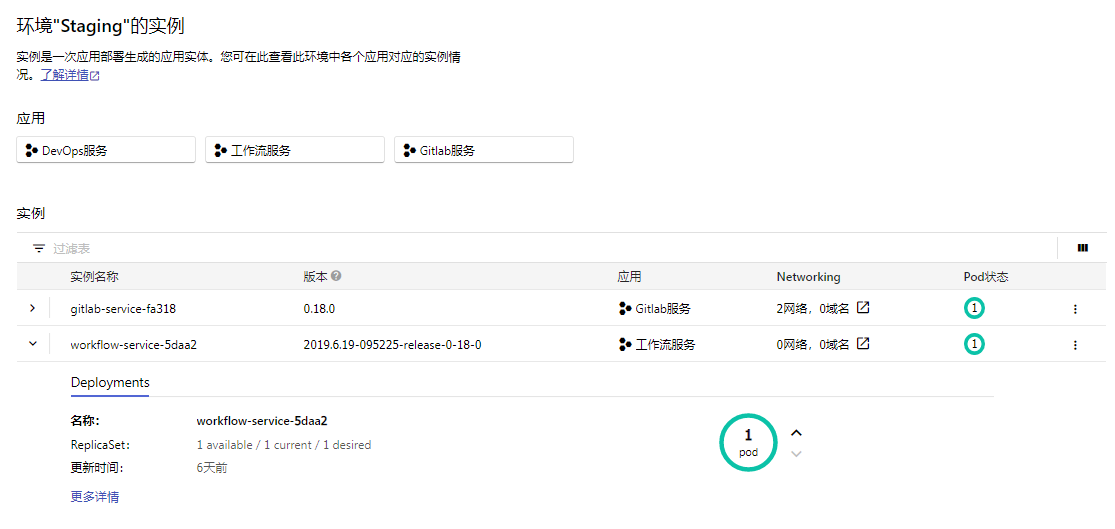 环境"Staging"的实例
实例是一次应用部署生成的应用实体。您可在此查看此环境中各个应用对应的实例情
况。了解详情
应用
DevOps服务 工作流服务 Gitlab服务
实例
过滤表
实例名称 版本 应用 Networking Pod状态
gitlab-service-fa318 0.18.0 Gitlab服务 2网络，0域名 1
workflow-service-5daa2 2019.6.19-095225-release-0-18-0 工作流服务 0网络，0域名 1
Deployments
名称： workflow-service-5daa2
ReplicaSet： 1 available / 1 current / 1 desired
更新时间： 6天前
1
pod
更多详情